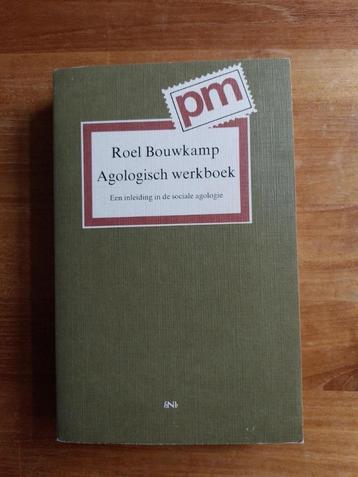 pm
Roel Bouwkamp
Agologisch werkboek
Een inleiding in de sociale agologie